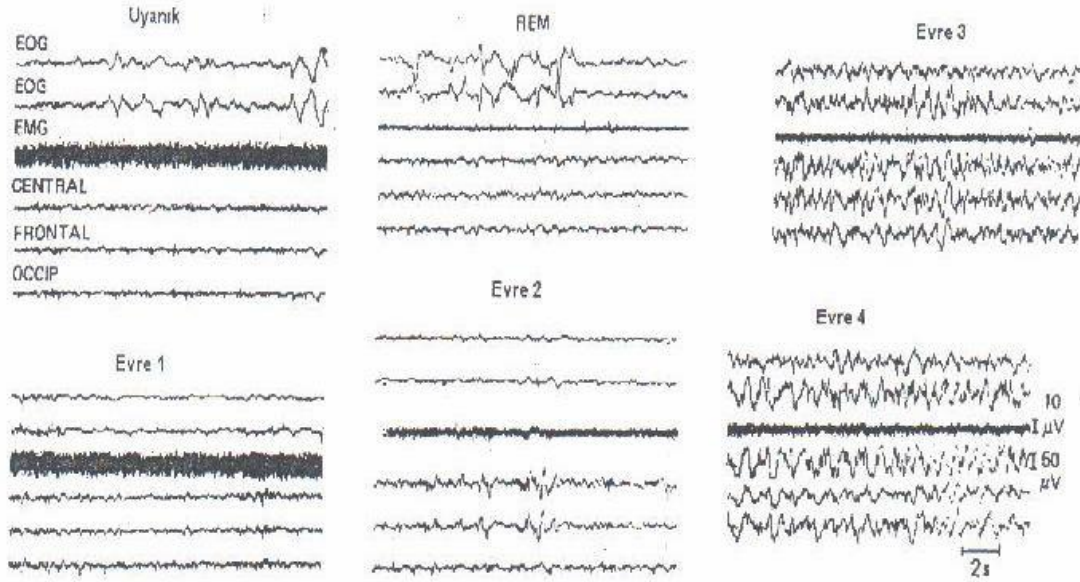 Uyanık
EOG
EOG
EMG
CENTRAL
FRONTAL
OCCIP
REM
Evre 3
Evre 1
Evre 2
Evre 4
10
μV
50
μV
2s